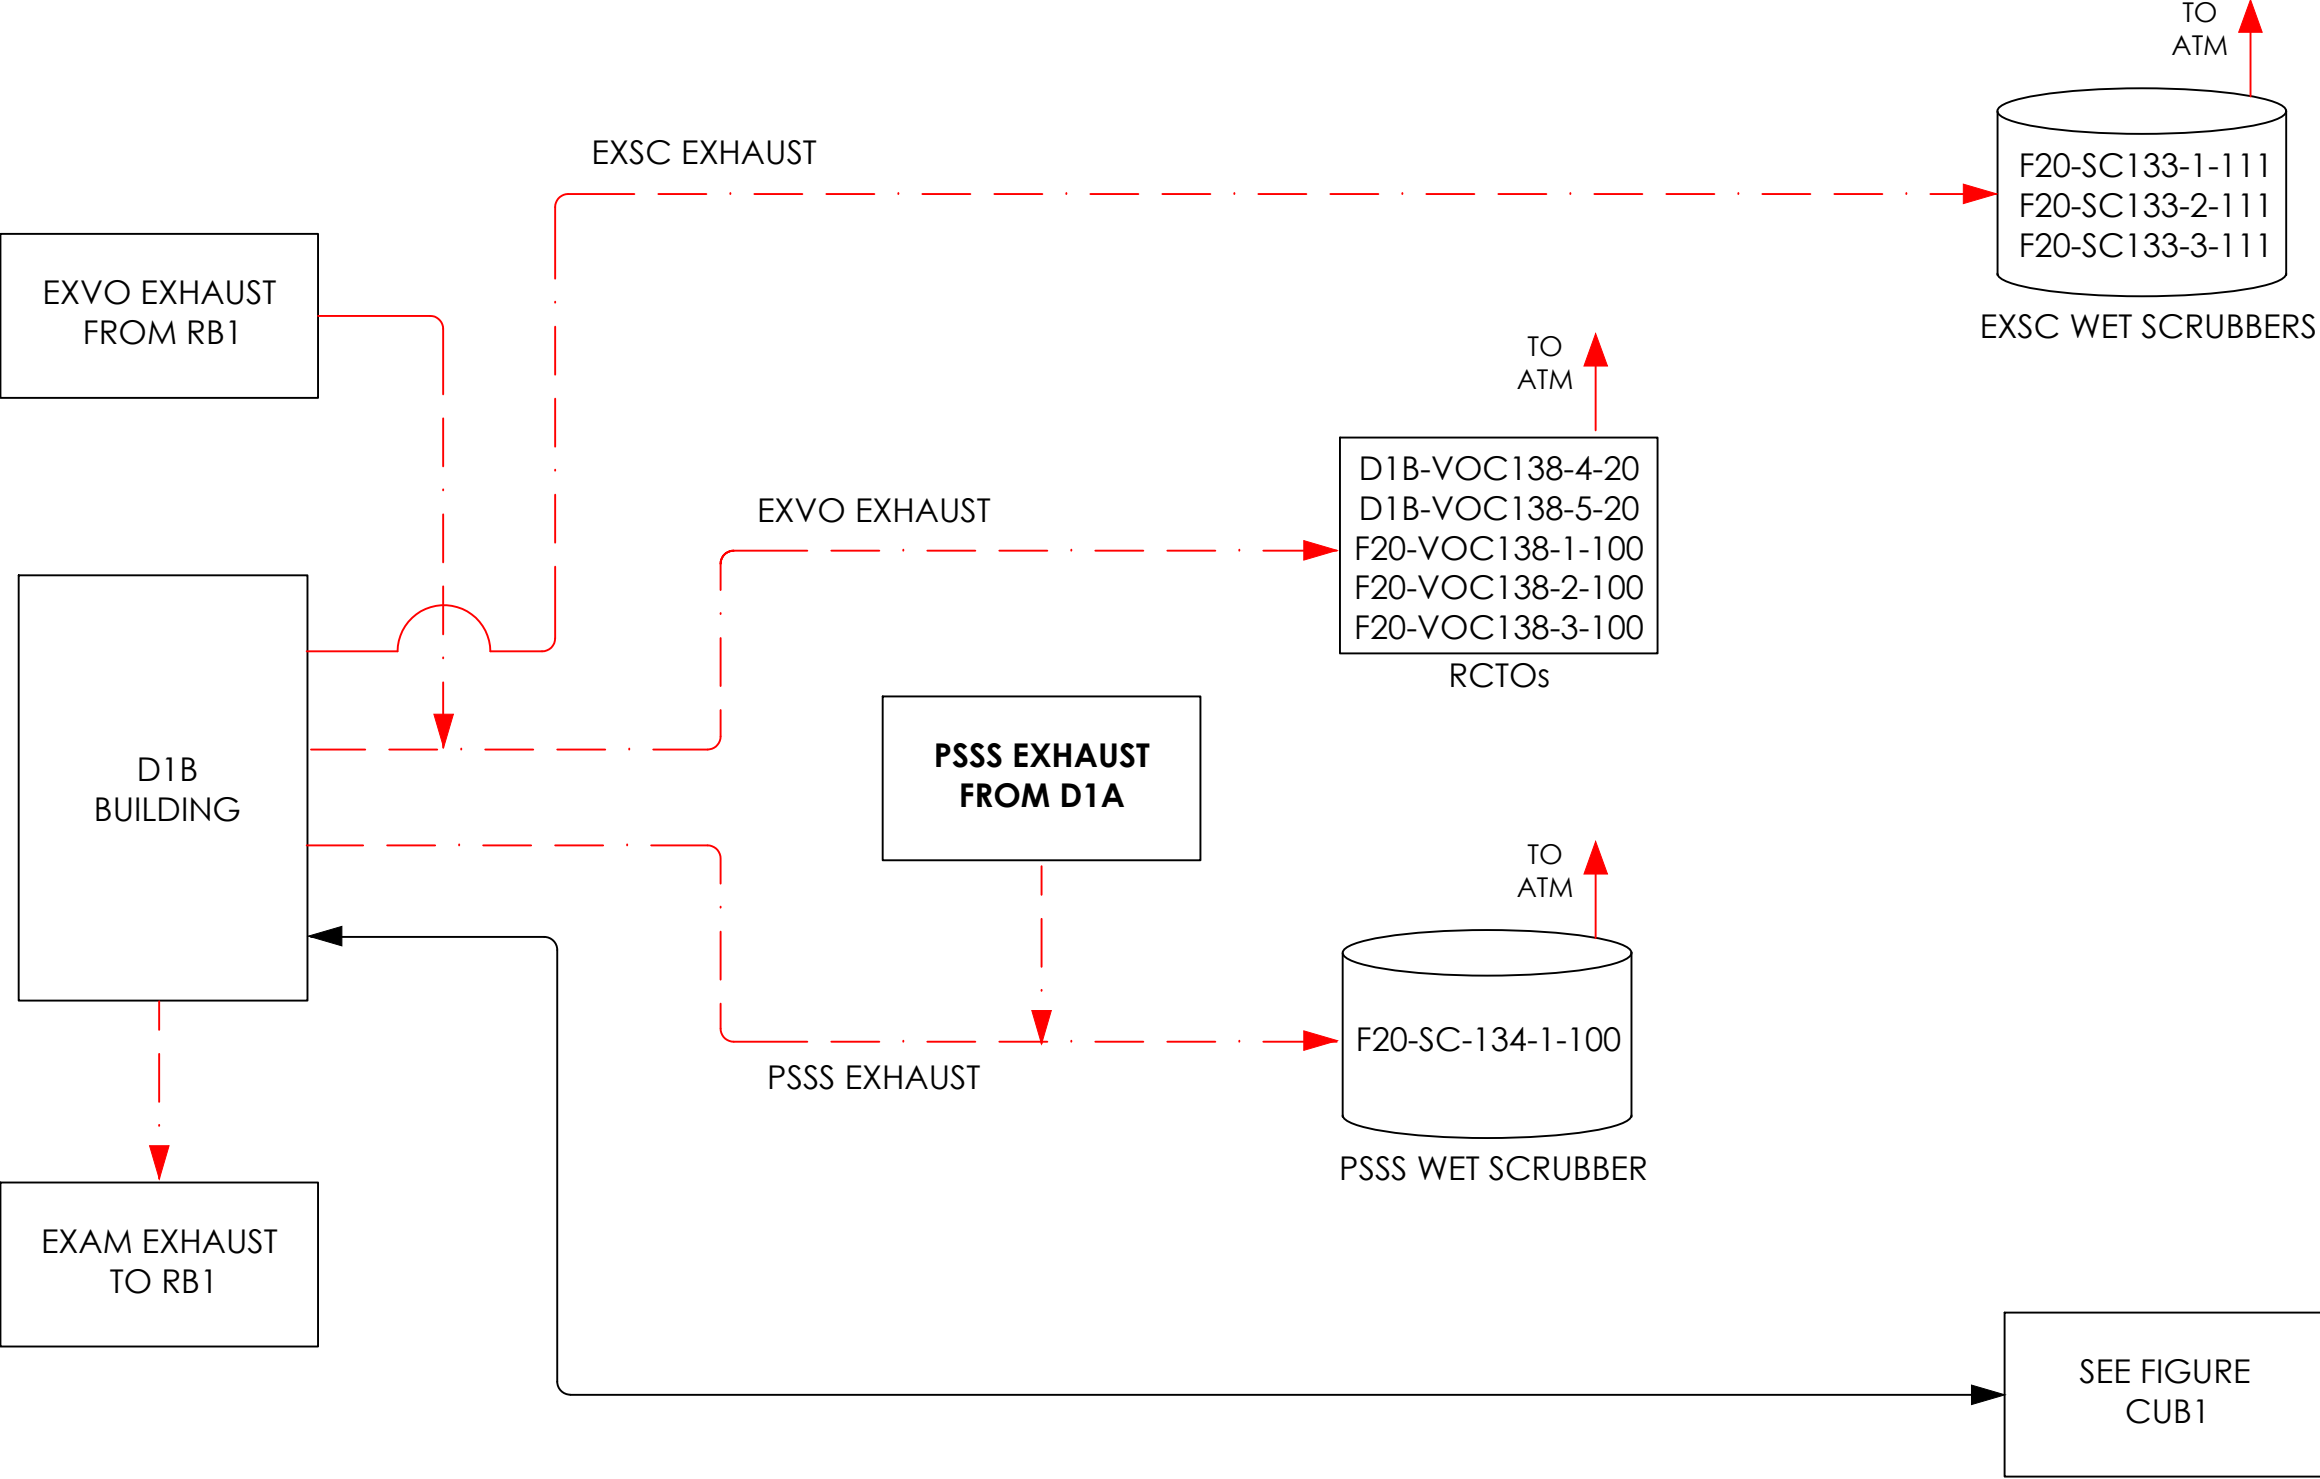 TO
ATM
EXSC EXHAUST
F20-SC133-1-111
F20-SC133-2-111
F20-SC133-3-111
EXSC WET SCRUBBERS
EXVO EXHAUST
FROM RB1
TO
ATM
EXVO EXHAUST
D1B-VOC138-4-20
D1B-VOC138-5-20
F20-VOC138-1-100
F20-VOC138-2-100
F20-VOC138-3-100
RCTOs
D1B
BUILDING
PSSS EXHAUST
FROM D1A
TO
ATM
F20-SC-134-1-100
PSSS EXHAUST
PSSS WET SCRUBBER
EXAM EXHAUST
TO RB1
SEE FIGURE
CUB1